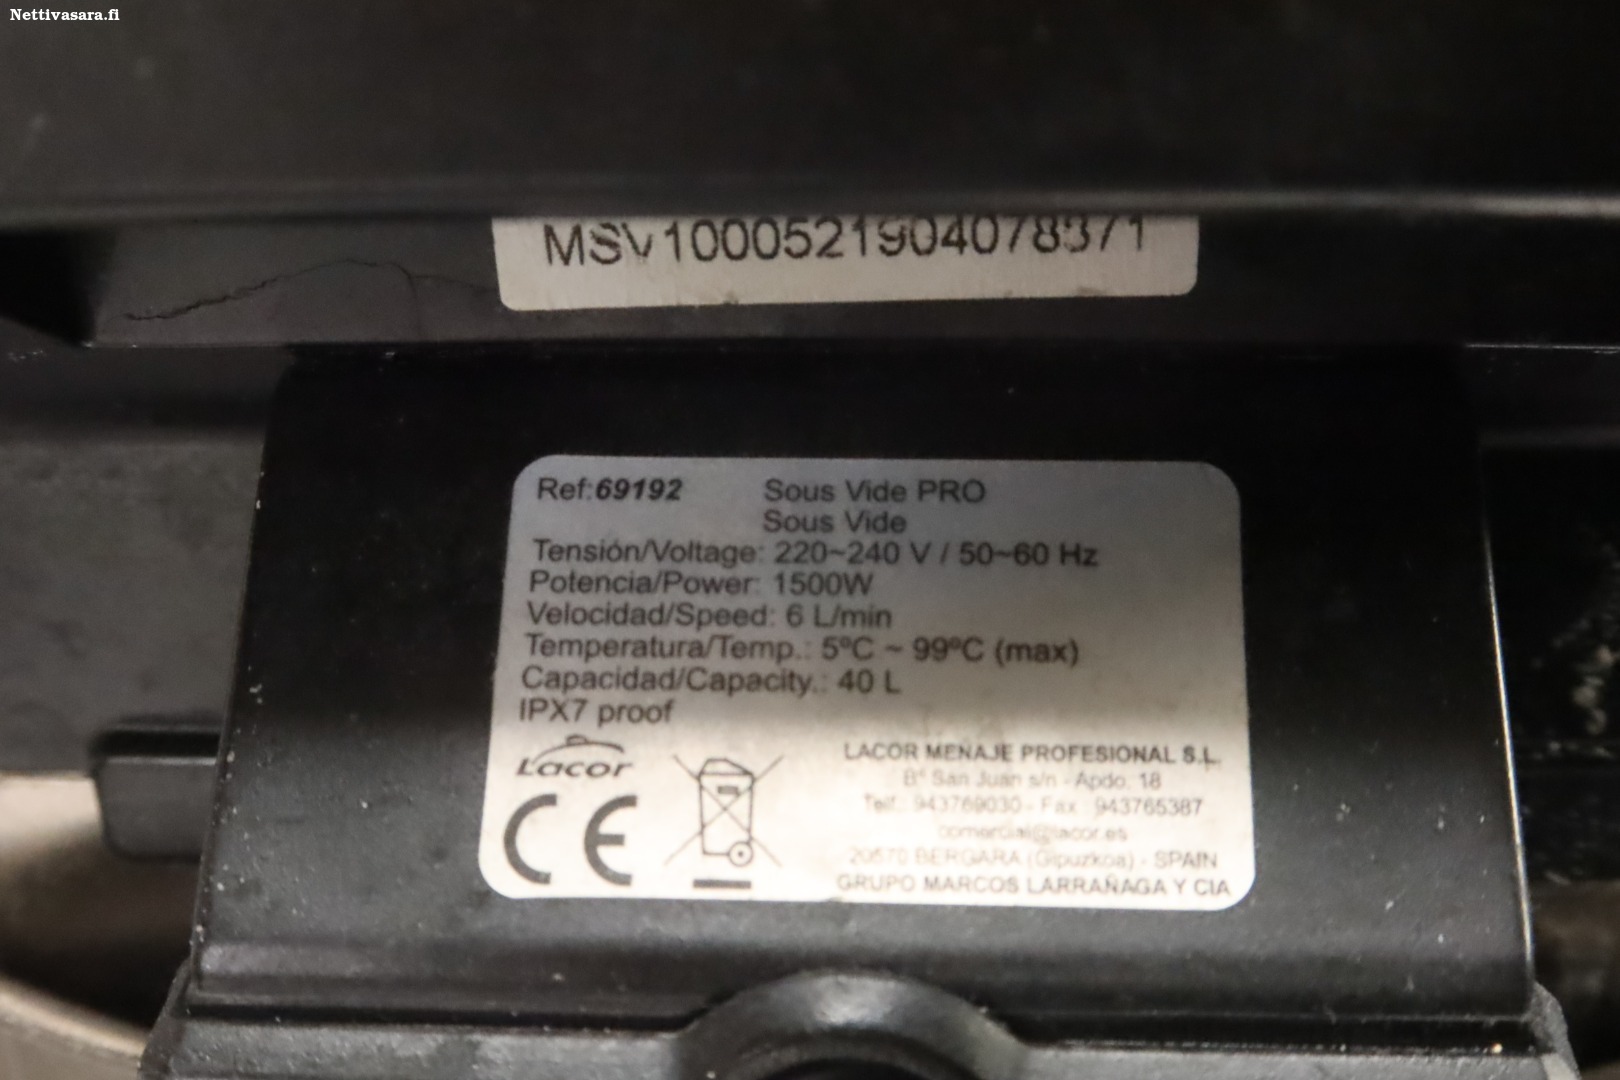 Nettivasara.fi
MSV1000521904078371
Ref:69192 Sous Vide PRO
Sous Vide
Tensión/Voltage: 220~240 V / 50~60 Hz
Potencia/Power: 1500W
Velocidad/Speed: 6 L/min
Temperatura/Temp.: 5ºC ~ 99ºC (max)
Capacidad/Capacity.: 40 L
IPX7 proof
Lacor
CE
LACOR MENAJE PROFESIONAL S.L.
Bº San Juan s/n - Apdo. 18
Telf.: 943769030 - Fax 943765387
comercial@lacor.es
20570 BERGARA (Gipuzkoa) - SPAIN
GRUPO MARCOS LARRAÑAGA Y CIA